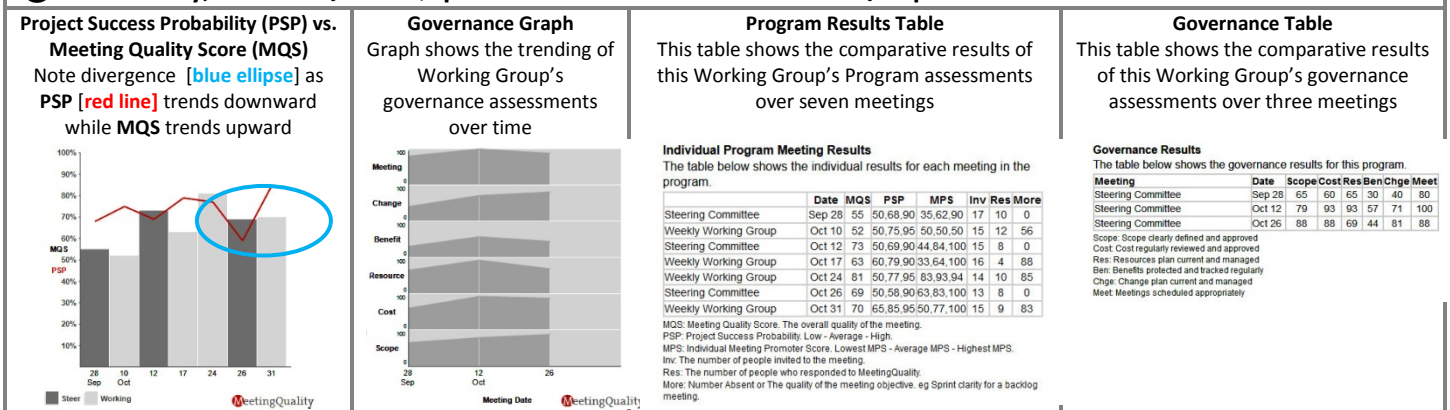 Project Success Probability (PSP) vs.
Meeting Quality Score (MQS)
Note divergence [blue ellipse] as
PSP [red line] trends downward
while MQS trends upward
100%
90%
80%
70%
60%
MQS
50%
PSP
40%
30%
20%
10%
28 10 12 17 24 26 31
Sep Oct
Steer Working
MeetingQuality
Governance Graph
Graph shows the trending of
Working Group's
governance assessments
over time
100
Meeting
0
100
Change
0
100
Benefit
0
100
Resource
0
100
Cost
0
100
Scope
0
28 12 26
Sep Oct
Meeting Date
MeetingQuality
Program Results Table
This table shows the comparative results of
this Working Group's Program assessments
over seven meetings
Individual Program Meeting Results
The table below shows the individual results for each meeting in the
program.
Date MQS PSP MPS Inv Res More
Steering Committee Sep 28 55 50,68,90 35,62,90 17 10 0
Weekly Working Group Oct 10 52 50,75,95 50,50,50 15 12 56
Steering Committee Oct 12 73 50,69,90 44,84,100 15 8 0
Weekly Working Group Oct 17 63 60,79,90 33,64,100 16 4 88
Weekly Working Group Oct 24 81 50,77,95 83,93,94 14 10 85
Steering Committee Oct 26 69 50,58,90 63,83,100 13 8 0
Weekly Working Group Oct 31 70 65,85,95 50,77,100 15 9 83
MQS: Meeting Quality Score. The overall quality of the meeting.
PSP: Project Success Probability. Low - Average - High.
MPS: Individual Meeting Promoter Score. Lowest MPS - Average MPS - Highest MPS.
Inv: The number of people invited to the meeting.
Res: The number of people who responded to MeetingQuality.
More: Number Absent or The quality of the meeting objective. eg Sprint clarity for a backlog
meeting.
Governance Table
This table shows the comparative results
of this Working Group's governance
assessments over three meetings
Governance Results
The table below shows the governance results for this program.
Meeting Date Scope Cost Res Ben Chge Meet
Steering Committee Sep 28 65 60 65 30 40 80
Steering Committee Oct 12 79 93 93 57 71 100
Steering Committee Oct 26 88 88 69 44 81 88
Scope: Scope clearly defined and approved
Cost: Cost regularly reviewed and approved
Res: Resources plan current and managed
Ben: Benefits protected and tracked regularly
Chge: Change plan current and managed
Meet: Meetings scheduled appropriately